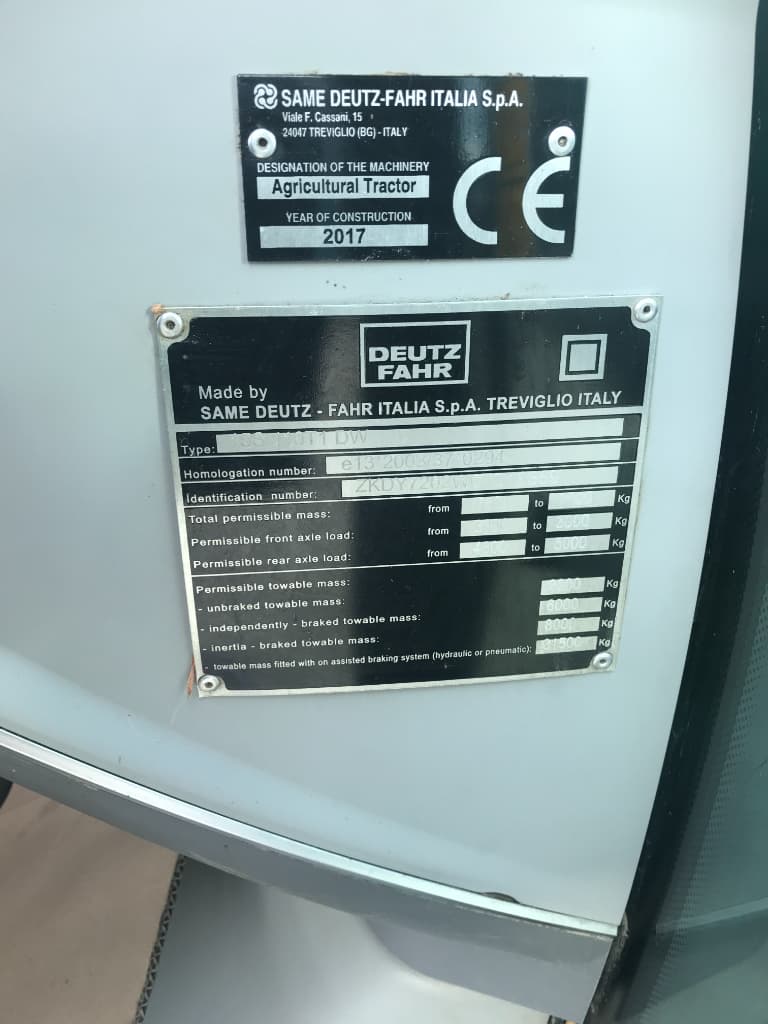 SAME DEUTZ-FAHR ITALIA S.p.A.
Viale F. Cassani, 15
24047 TREVIGLIO (BG) - ITALY
DESIGNATION OF THE MACHINERY
Agricultural Tractor
YEAR OF CONSTRUCTION
2017
CE
DEUTZ
FAHR
Made by
SAME DEUTZ - FAHR ITALIA S.p.A. TREVIGLIO ITALY
Type: DW
Homologation number:
Identification number:
Total permissible mass: from to Kg
Permissible front axle load: from to Kg
Permissible rear axle load: from to 5000 Kg
Permissible towable mass:
- unbraked towable mass: Kg
- independently - braked towable mass: 6000 Kg
- inertia - braked towable mass: 8000 Kg
- towable mass fitted with on assisted braking system (hydraulic or pneumatic): Kg